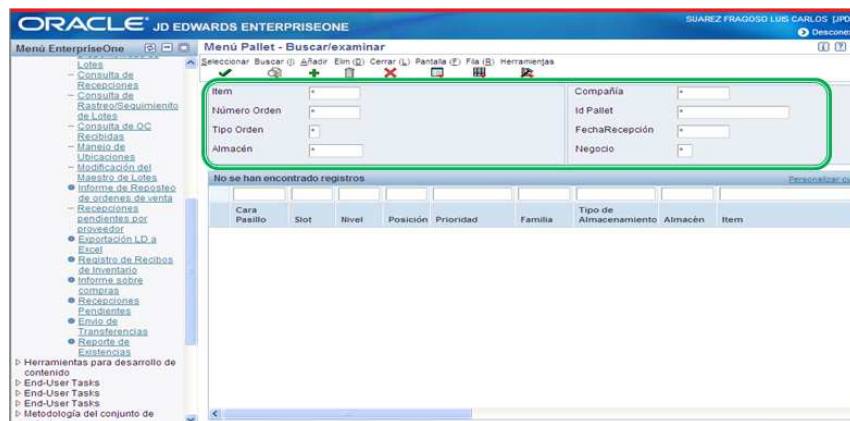 ORACLE® JD EDWARDS ENTERPRISEONE
SUAREZ FRAGOSO LUIS CARLOS [JPD
Descone
Menú EnterpriseOne
Lotes
Consulta de
Recepciones
Consulta de
Rastreo/Seguimiento
de Lotes
Consulta de OC
Recibidas
Manejo de
Ubicaciones
Modificación del
Maestro de Lotes
Informe de Reposteo
de ordenes de venta
Recepciones
pendientes por
proveedor
Exportación LD a
Excel
Registro de Recibos
de Inventario
Informe sobre
compras
Recepciones
Pendientes
Envio de
Transferencias
Reporte de
Existencias
Herramientas para desarrollo de
contenido
End-User Tasks
End-User Tasks
End-User Tasks
Metodología del conjunto de
Menú Pallet - Buscar/examinar
Seleccionar Buscar (I) Añadir Elim (D) Cerrar (L) Pantalla (F) Fila (R) Herramientas
Item * Compañía *
Número Orden * Id Pallet *
Tipo Orden * FechaRecepción *
Almacén * Negocio *
No se han encontrado registros
Personalizar cu
Cara Pasillo Slot Nivel Posición Prioridad Familia Tipo de Almacenamiento Almacén Item